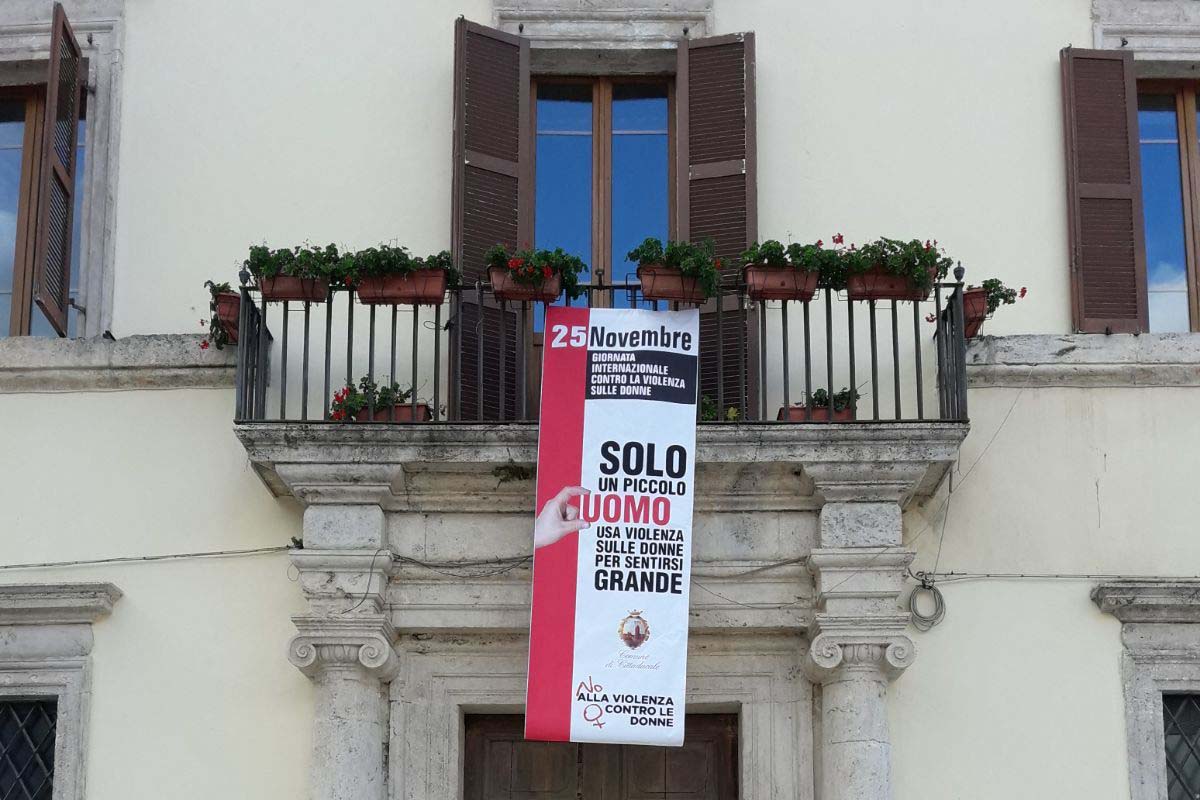 25 Novembre
GIORNATA
INTERNAZIONALE
CONTRO LA VIOLENZA
SULLE DONNE
SOLO
UN PICCOLO
UOMO
USA VIOLENZA
SULLE DONNE
PER SENTIRSI
GRANDE
Comune
di Cittaducale
No
ALLA VIOLENZA
CONTRO LE
DONNE